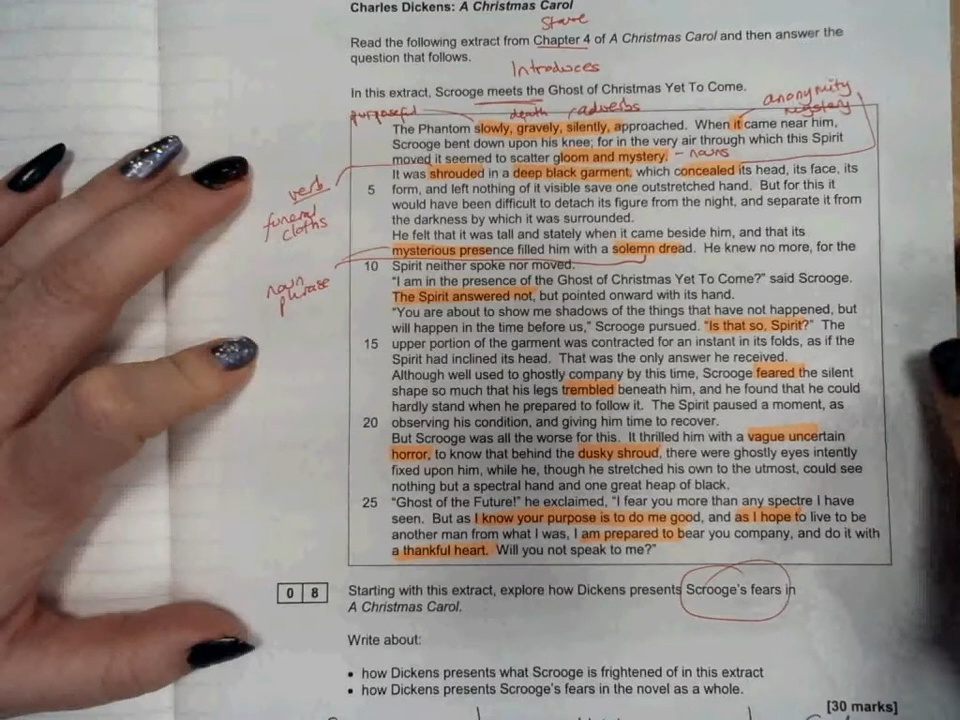 Charles Dickens: A Christmas Carol
Stave
Read the following extract from Chapter 4 of A Christmas Carol and then answer the
question that follows.
Introduces
In this extract, Scrooge meets the Ghost of Christmas Yet To Come.
anonymity
purposeful death adverbs mystery
The Phantom slowly, gravely, silently, approached. When it came near him,
Scrooge bent down upon his knee; for in the very air through which this Spirit
moved it seemed to scatter gloom and mystery. - nouns
It was shrouded in a deep black garment, which concealed its head, its face, its
verb
5 form, and left nothing of it visible save one outstretched hand. But for this it
would have been difficult to detach its figure from the night, and separate it from
funeral
cloths
the darkness by which it was surrounded.
He felt that it was tall and stately when it came beside him, and that its
mysterious presence filled him with a solemn dread. He knew no more, for the
10 Spirit neither spoke nor moved.
noun
phrase
"I am in the presence of the Ghost of Christmas Yet To Come?" said Scrooge.
The Spirit answered not, but pointed onward with its hand.
"You are about to show me shadows of the things that have not happened, but
will happen in the time before us," Scrooge pursued. "Is that so, Spirit?" The
15 upper portion of the garment was contracted for an instant in its folds, as if the
Spirit had inclined its head. That was the only answer he received.
Although well used to ghostly company by this time, Scrooge feared the silent
shape so much that his legs trembled beneath him, and he found that he could
hardly stand when he prepared to follow it. The Spirit paused a moment, as
20 observing his condition, and giving him time to recover.
But Scrooge was all the worse for this. It thrilled him with a vague uncertain
horror, to know that behind the dusky shroud, there were ghostly eyes intently
fixed upon him, while he, though he stretched his own to the utmost, could see
nothing but a spectral hand and one great heap of black.
25 "Ghost of the Future!" he exclaimed, "I fear you more than any spectre I have
seen. But as I know your purpose is to do me good, and as I hope to live to be
another man from what I was, I am prepared to bear you company, and do it with
a thankful heart. Will you not speak to me?"
0 8 Starting with this extract, explore how Dickens presents Scrooge's fears in
A Christmas Carol.
Write about:
• how Dickens presents what Scrooge is frightened of in this extract
• how Dickens presents Scrooge's fears in the novel as a whole.
[30 marks]